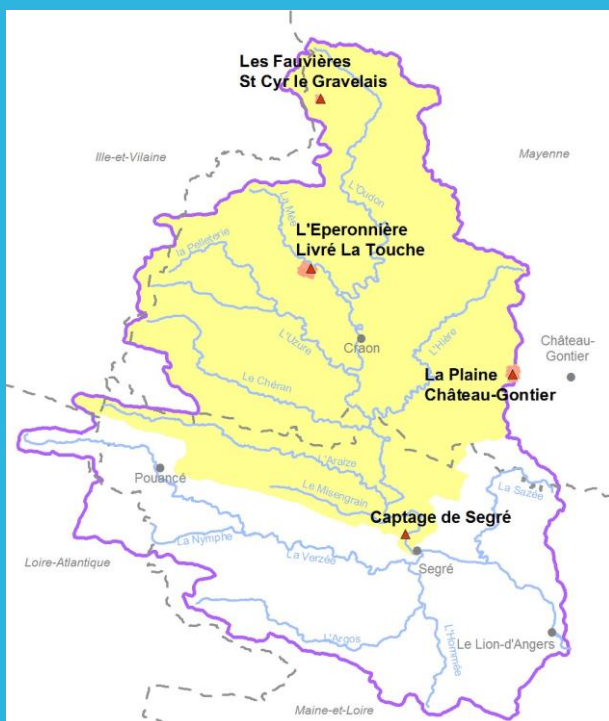 Les Fauvières
St Cyr le Gravelais
Ille-et-Vilaine
Mayenne
L'Oudon
La Mée
L'Eperonnière
Livré La Touche
la Pelleterie
L'Uzure
Craon
L'Hière
Château-
Gontier
La Plaine
Château-Gontier
Le Chéran
L'Araize
Pouancé
Le Misengrain
La Sazée
Captage de Segré
La Nymphe
La Verzée
Loire-Atlantique
Segré
L'Argos
L'Hommée
Le Lion-d'Angers
Maine-et-Loire